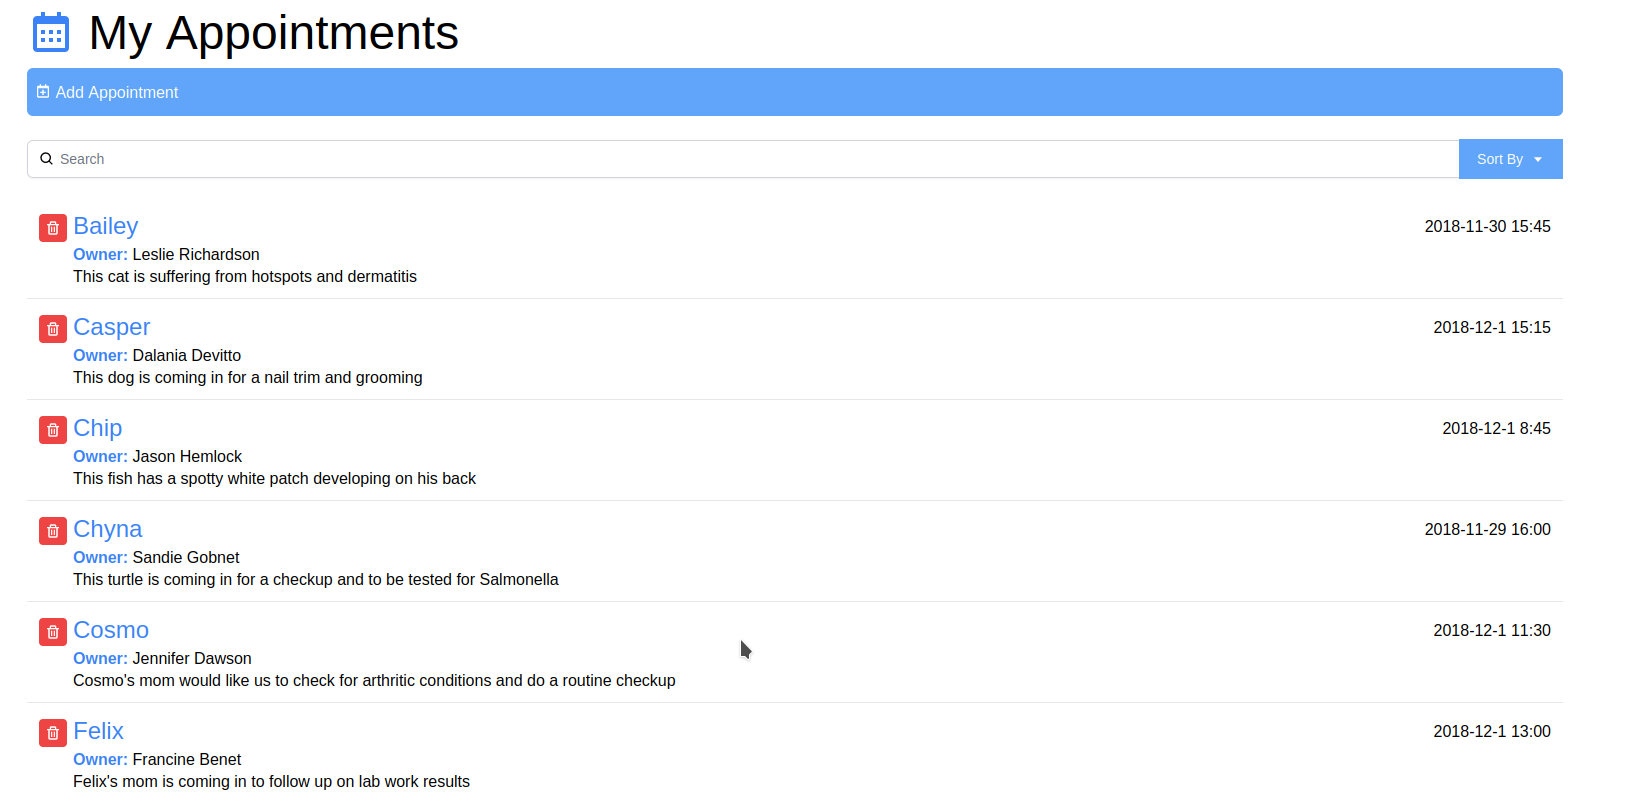 My Appointments
Add Appointment
Search
Sort By
Bailey
2018-11-30 15:45
Owner: Leslie Richardson
This cat is suffering from hotspots and dermatitis
Casper
2018-12-1 15:15
Owner: Dalania Devitto
This dog is coming in for a nail trim and grooming
Chip
2018-12-1 8:45
Owner: Jason Hemlock
This fish has a spotty white patch developing on his back
Chyna
2018-11-29 16:00
Owner: Sandie Gobnet
This turtle is coming in for a checkup and to be tested for Salmonella
Cosmo
2018-12-1 11:30
Owner: Jennifer Dawson
Cosmo's mom would like us to check for arthritic conditions and do a routine checkup
Felix
2018-12-1 13:00
Owner: Francine Benet
Felix's mom is coming in to follow up on lab work results